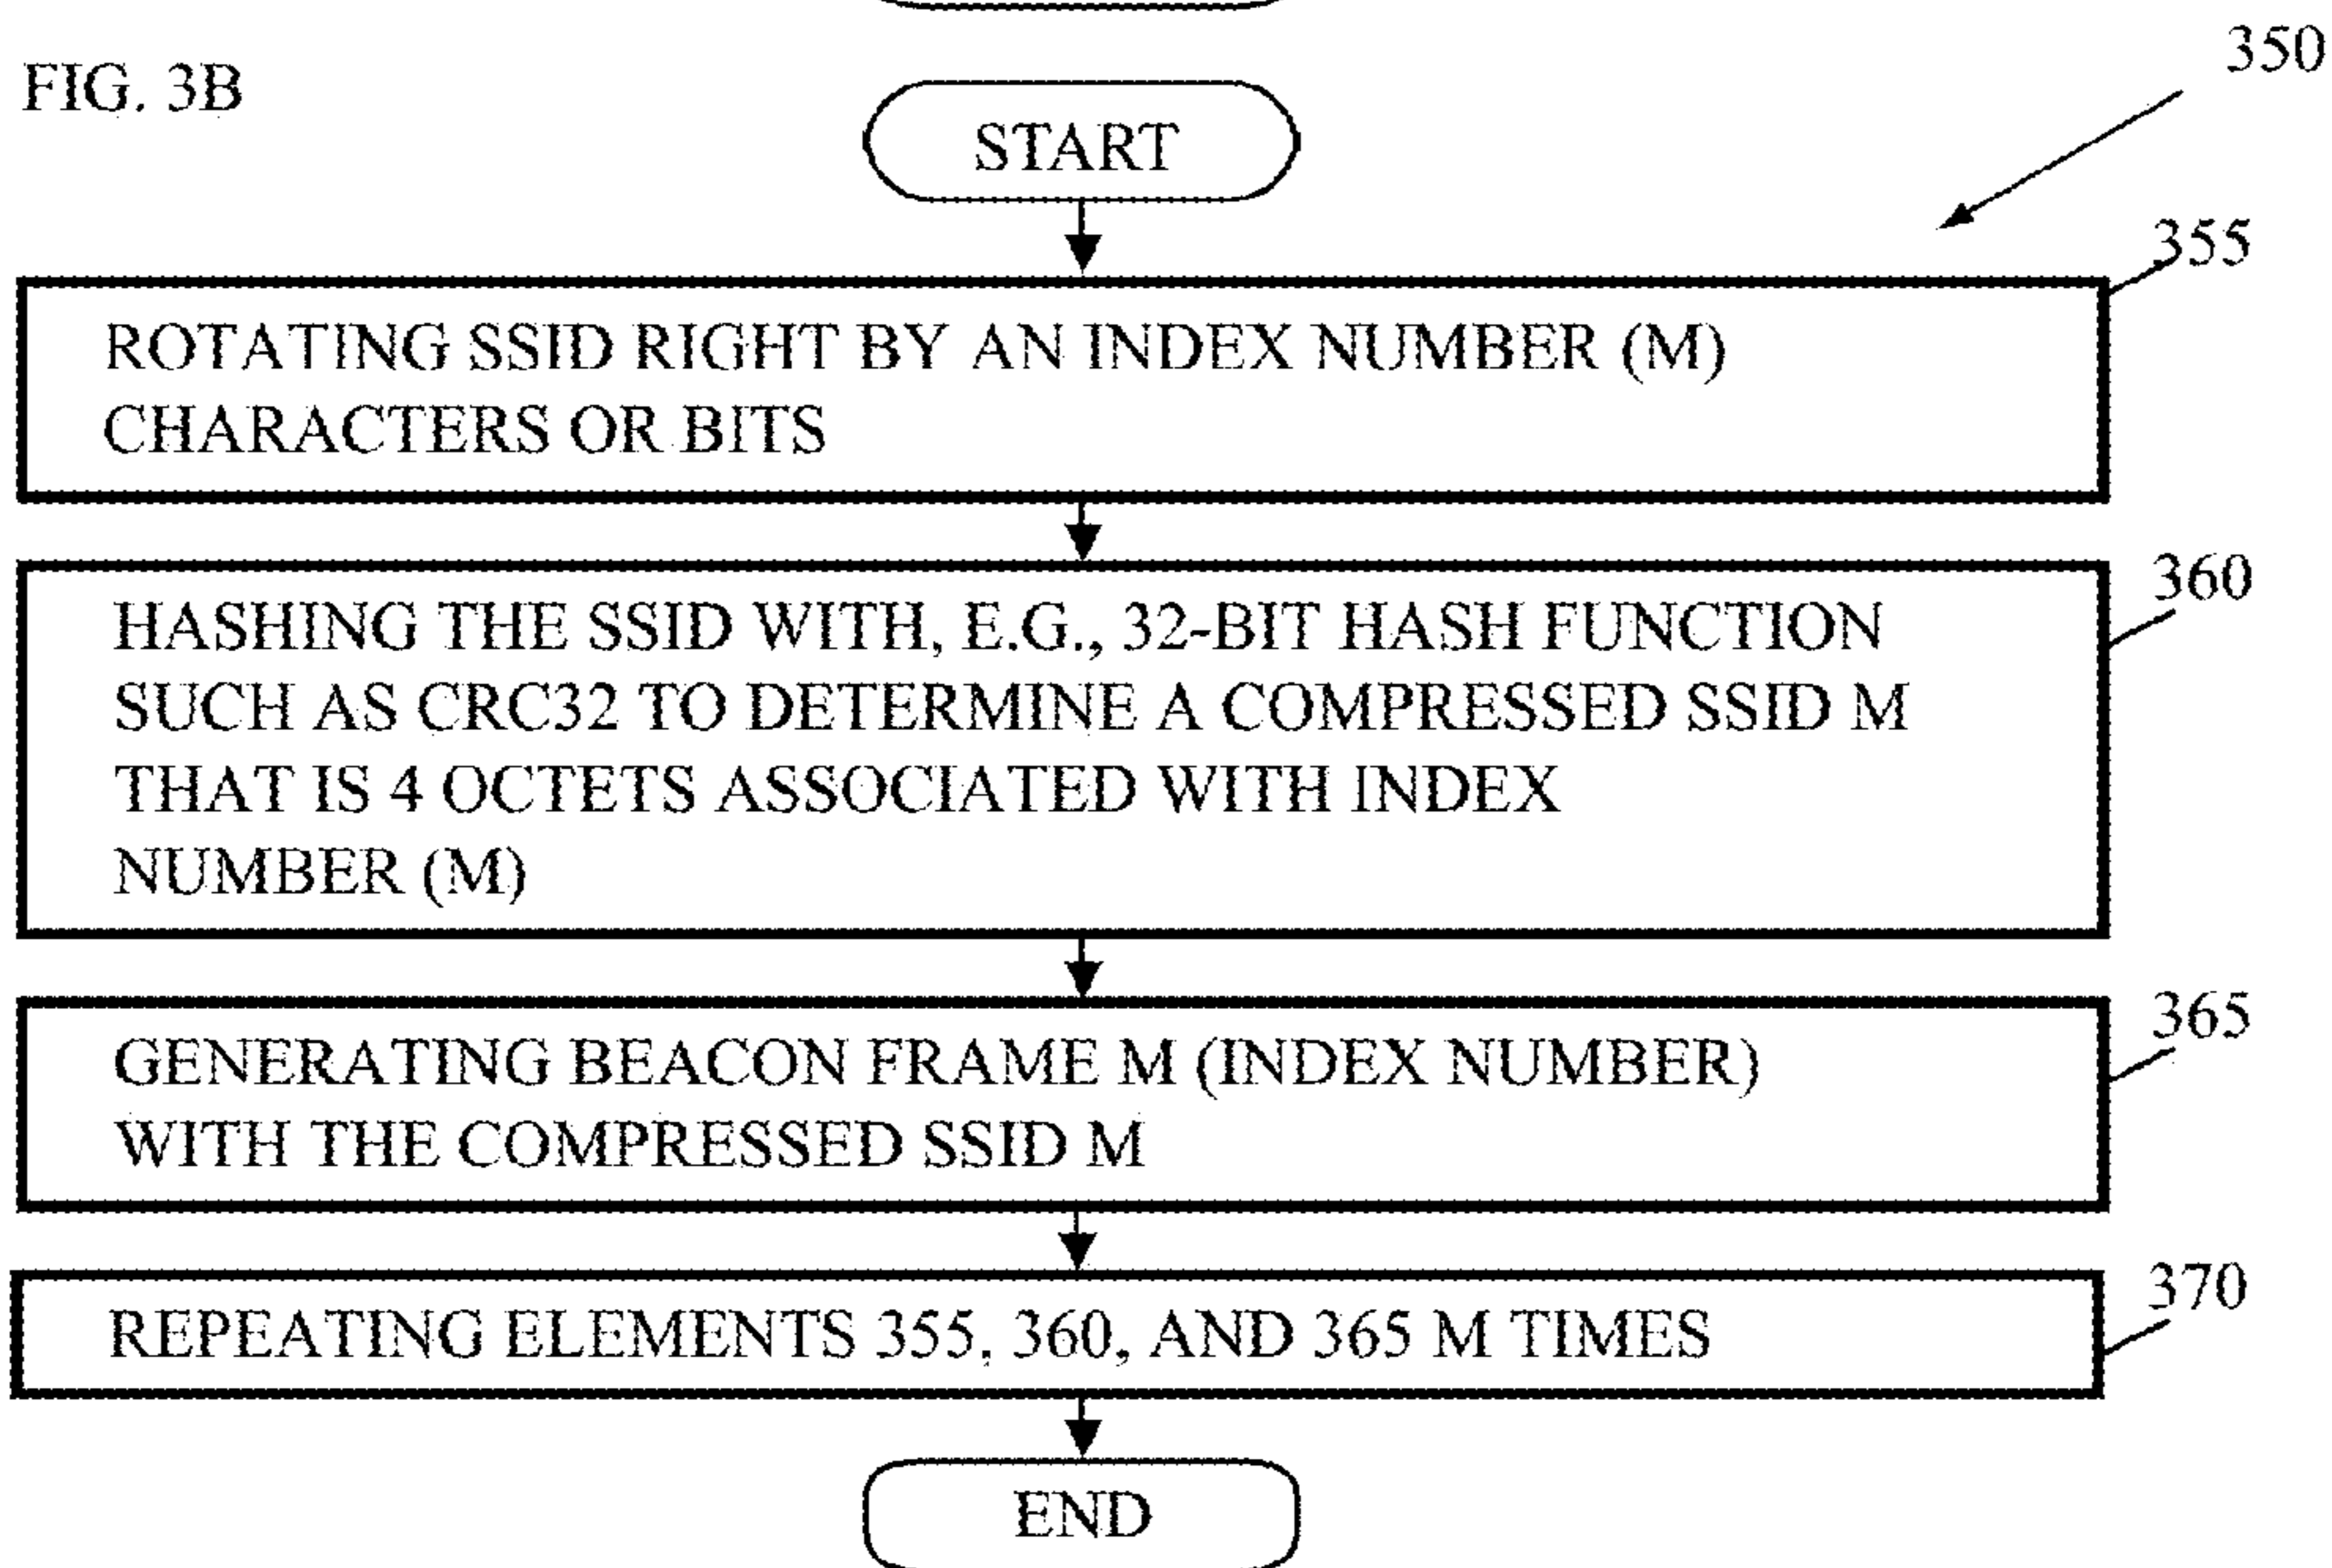 350
FIG. 3B
START
355
ROTATING SSID RIGHT BY AN INDEX NUMBER (M)
CHARACTERS OR BITS
360
HASHING THE SSID WITH, E.G., 32-BIT HASH FUNCTION
SUCH AS CRC32 TO DETERMINE A COMPRESSED SSID M
THAT IS 4 OCTETS ASSOCIATED WITH INDEX
NUMBER (M)
365
GENERATING BEACON FRAME M (INDEX NUMBER)
WITH THE COMPRESSED SSID M
370
REPEATING ELEMENTS 355, 360, AND 365 M TIMES
END